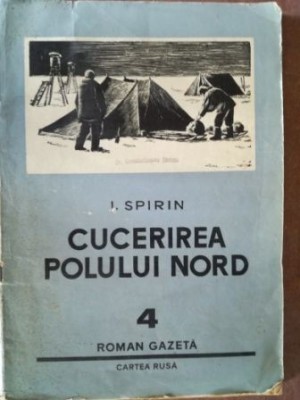 I. SPIRIN
CUCERIREA
POLULUI NORD
4
ROMAN GAZETĂ
CARTEA RUSĂ